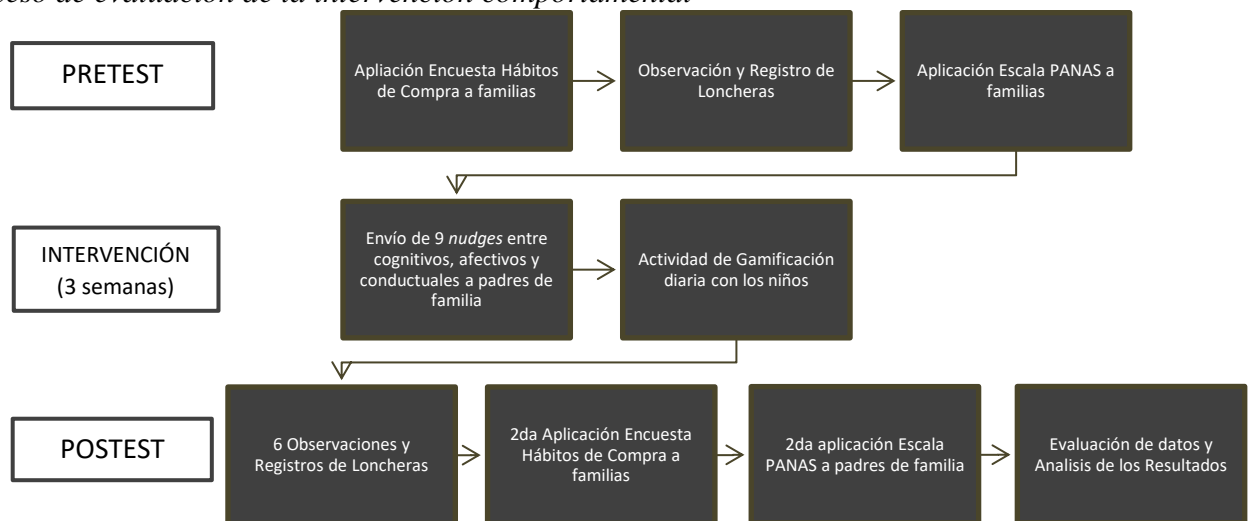 PRETEST
Apliación Encuesta Hábitos
de Compra a familias
Observación y Registro de
Loncheras
Aplicación Escala PANAS a
familias
INTERVENCIÓN
(3 semanas)
Envío de 9 nudges entre
cognitivos, afectivos y
conductuales a padres de
familia
Actividad de Gamificación
diaria con los niños
POSTEST
6 Observaciones y
Registros de Loncheras
2da Aplicación Encuesta
Hábitos de Compra a
familias
2da aplicación Escala
PANAS a padres de familia
Evaluación de datos y
Analisis de los Resultados